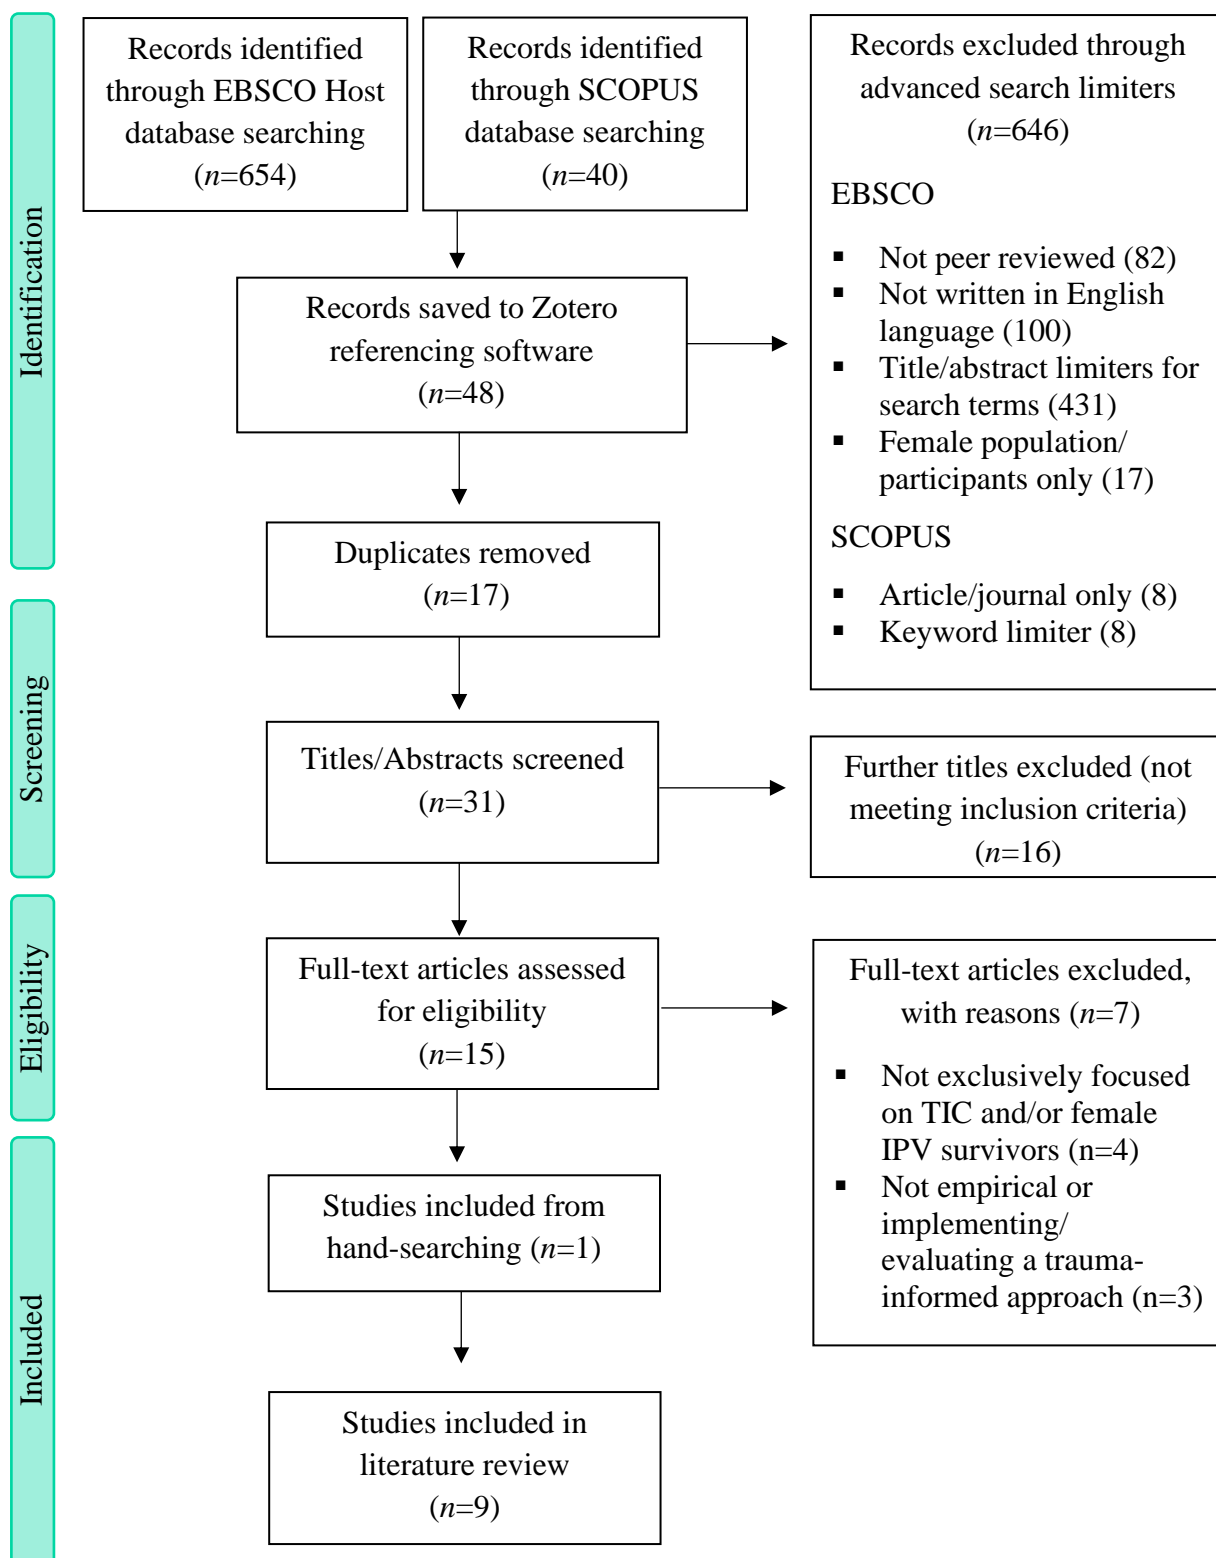 Identification
Records identified
through EBSCO Host
database searching
(n=654)
Records identified
through SCOPUS
database searching
(n=40)
Records excluded through
advanced search limiters
(n=646)
EBSCO
▪ Not peer reviewed (82)
▪ Not written in English
language (100)
▪ Title/abstract limiters for
search terms (431)
▪ Female population/
participants only (17)
SCOPUS
▪ Article/journal only (8)
▪ Keyword limiter (8)
Records saved to Zotero
referencing software
(n=48)
Duplicates removed
(n=17)
Screening
Titles/Abstracts screened
(n=31)
Further titles excluded (not
meeting inclusion criteria)
(n=16)
Eligibility
Full-text articles assessed
for eligibility
(n=15)
Full-text articles excluded,
with reasons (n=7)
▪ Not exclusively focused
on TIC and/or female
IPV survivors (n=4)
▪ Not empirical or
implementing/
evaluating a trauma-
informed approach (n=3)
Included
Studies included from
hand-searching (n=1)
Studies included in
literature review
(n=9)